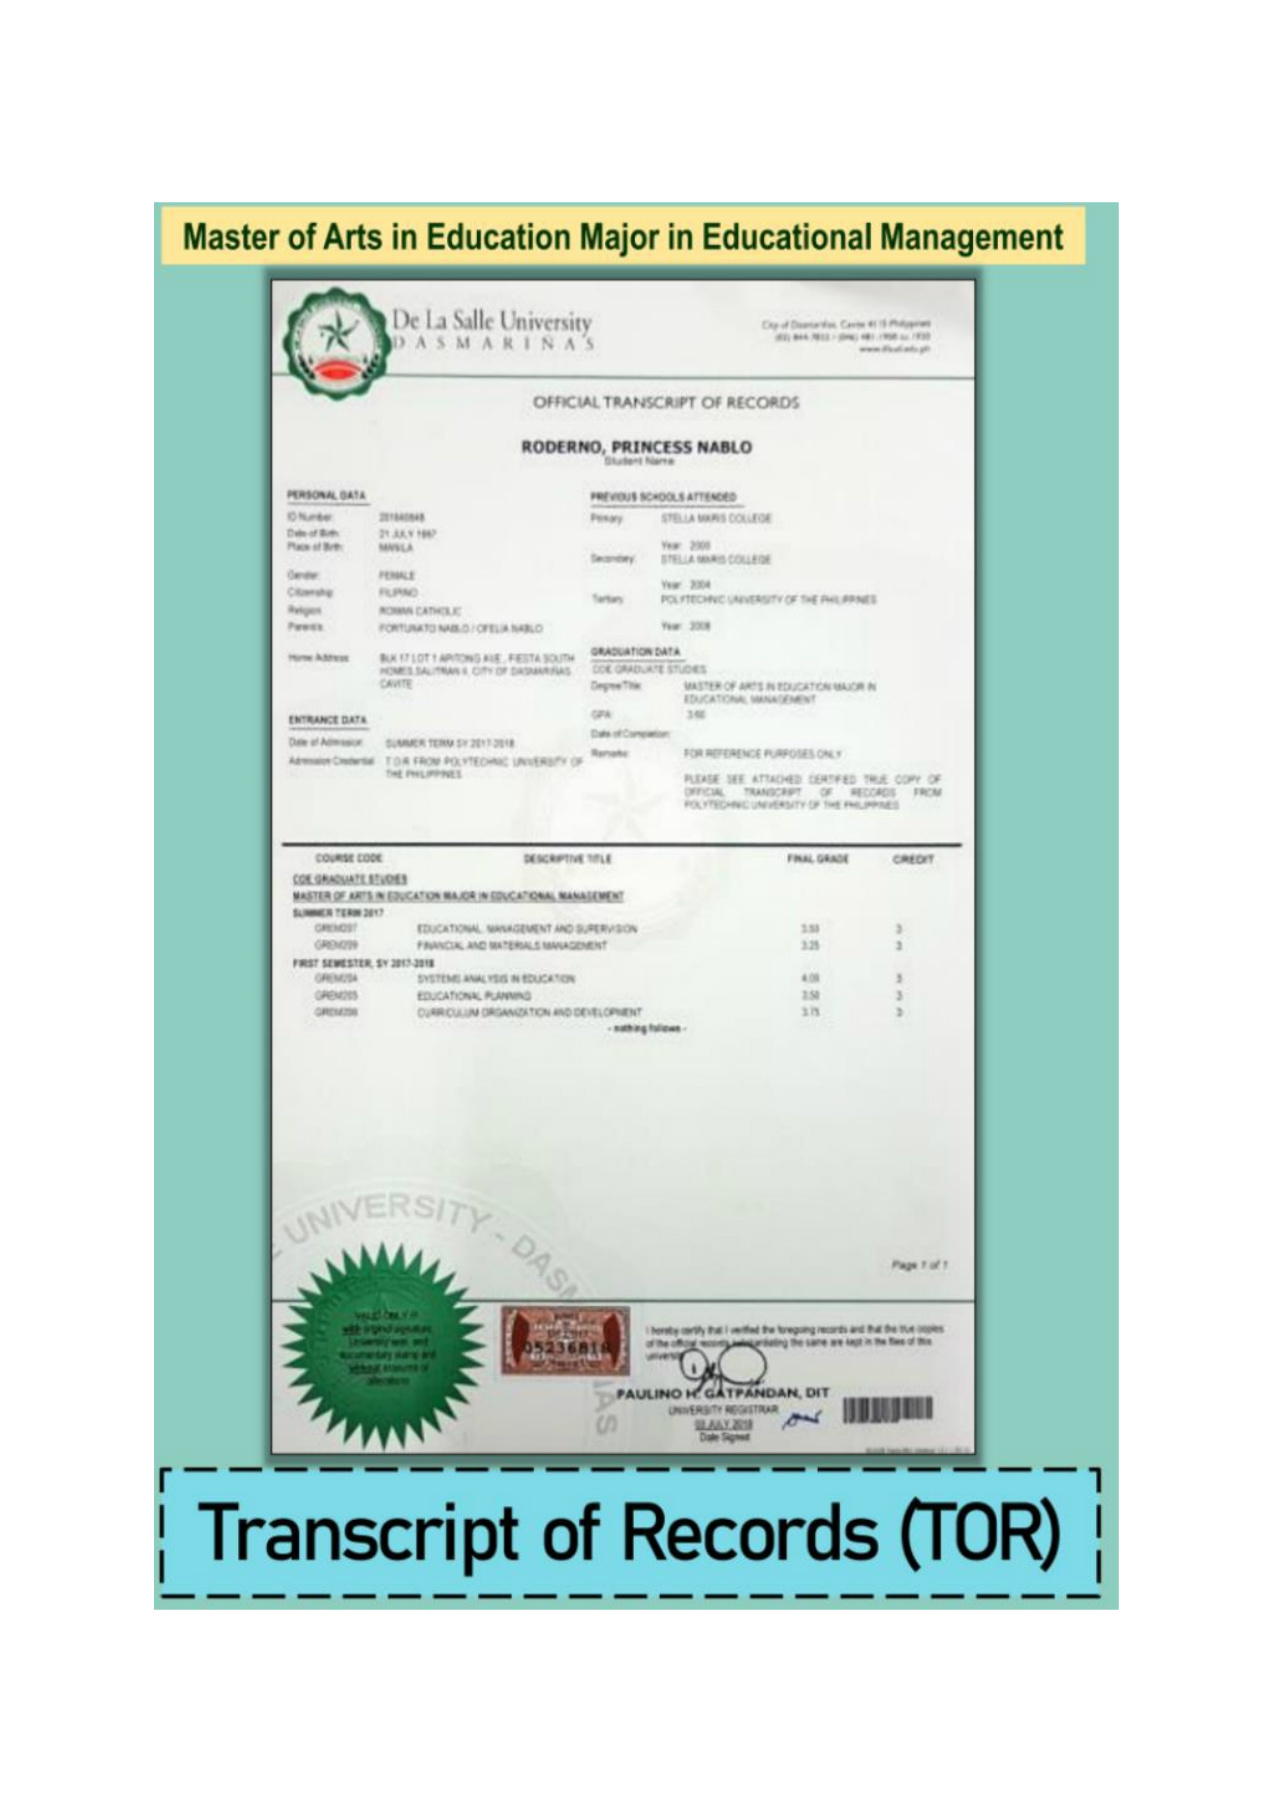 Master of Arts in Education Major in Educational Management
De La Salle University
DASMARIÑAS
City of Dasmariñas, Cavite 4115 Philippines
OFFICIAL TRANSCRIPT OF RECORDS
RODERNO, PRINCESS NABLO
Student Name
PERSONAL DATA
ID Number:
Date of Birth: 21 JULY
Place of Birth: MANILA
Gender: FEMALE
Citizenship: FILIPINO
Religion: ROMAN CATHOLIC
Parent/s: FORTUNATO NABLO / OFELIA NABLO
Home Address: BLK 17 LOT 1 APITONG AVE., FIESTA SOUTH
HOMES, SALITRAN II, CITY OF DASMARIÑAS,
CAVITE
ENTRANCE DATA
Date of Admission: SUMMER TERM SY 2017-2018
Admission Credential: T.O.R FROM POLYTECHNIC UNIVERSITY OF
THE PHILIPPINES
PREVIOUS SCHOOLS ATTENDED
Primary: STELLA MARIS COLLEGE
Year: 2000
Secondary: STELLA MARIS COLLEGE
Year: 2004
Tertiary: POLYTECHNIC UNIVERSITY OF THE PHILIPPINES
Year: 2008
GRADUATION DATA
COE GRADUATE STUDIES
Degree/Title: MASTER OF ARTS IN EDUCATION MAJOR IN
EDUCATIONAL MANAGEMENT
GPA: 3.60
Date of Completion:
Remarks: FOR REFERENCE PURPOSES ONLY
PLEASE SEE ATTACHED CERTIFIED TRUE COPY OF
OFFICIAL TRANSCRIPT OF RECORDS FROM
POLYTECHNIC UNIVERSITY OF THE PHILIPPINES
COURSE CODE DESCRIPTIVE TITLE FINAL GRADE CREDIT
COE GRADUATE STUDIES
MASTER OF ARTS IN EDUCATION MAJOR IN EDUCATIONAL MANAGEMENT
SUMMER TERM 2017
GREM207 EDUCATIONAL MANAGEMENT AND SUPERVISION 3.50 3
GREM209 FINANCIAL AND MATERIALS MANAGEMENT 3.25 3
FIRST SEMESTER, SY 2017-2018
GREM204 SYSTEMS ANALYSIS IN EDUCATION 4.00 3
GREM205 EDUCATIONAL PLANNING 3.50 3
CURRICULUM ORGANIZATION AND DEVELOPMENT 3.75 3
- nothing follows -
UNIVERSITY - DASM
IAS
Page 1 of 1
VALID ONLY if
with original signature,
University seal, and
documentary stamp and
without erasures or
alterations
I hereby certify that I verified the foregoing records and that the true copies
of the official records substantiating the same are kept in the files of this
university.
PAULINO H. GATPANDAN, DIT
UNIVERSITY REGISTRAR
03 JULY 2018
Date Signed
Transcript of Records (TOR)